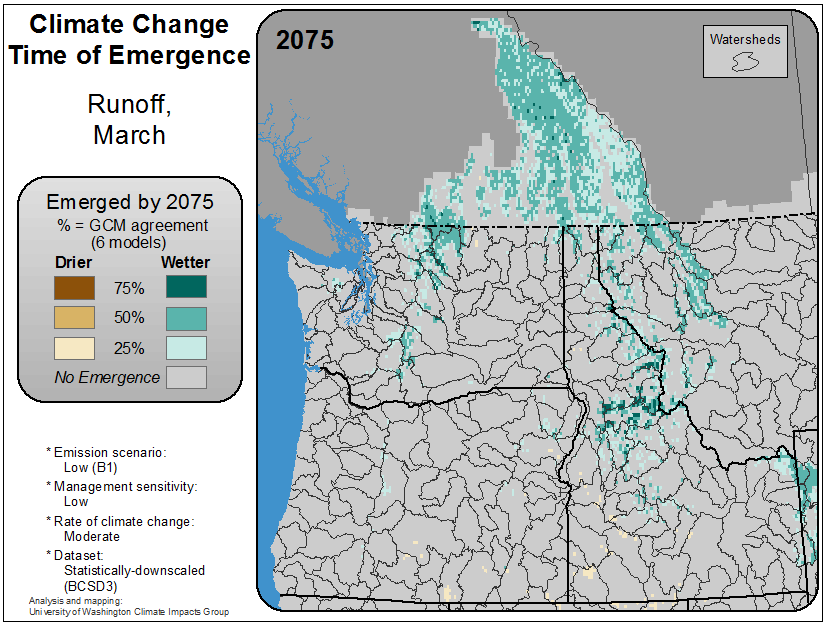 Climate Change
Time of Emergence
Runoff,
March
Emerged by 2075
% = GCM agreement
(6 models)
Drier Wetter
75%
50%
25%
No Emergence
* Emission scenario:
Low (B1)
* Management sensitivity:
Low
* Rate of climate change:
Moderate
* Dataset:
Statistically-downscaled
(BCSD3)
Analysis and mapping:
University of Washington Climate Impacts Group
2075
Watersheds